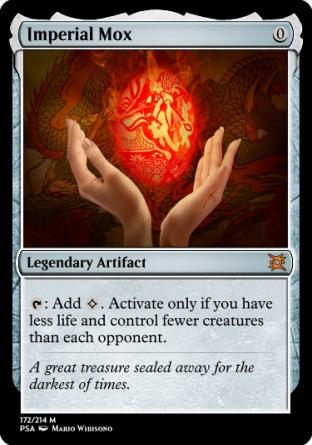 Imperial Mox 0
Legendary Artifact
: Add . Activate only if you have
less life and control fewer creatures
than each opponent.
A great treasure sealed away for the
darkest of times.
172/214 M
PSA Mario Wibisono